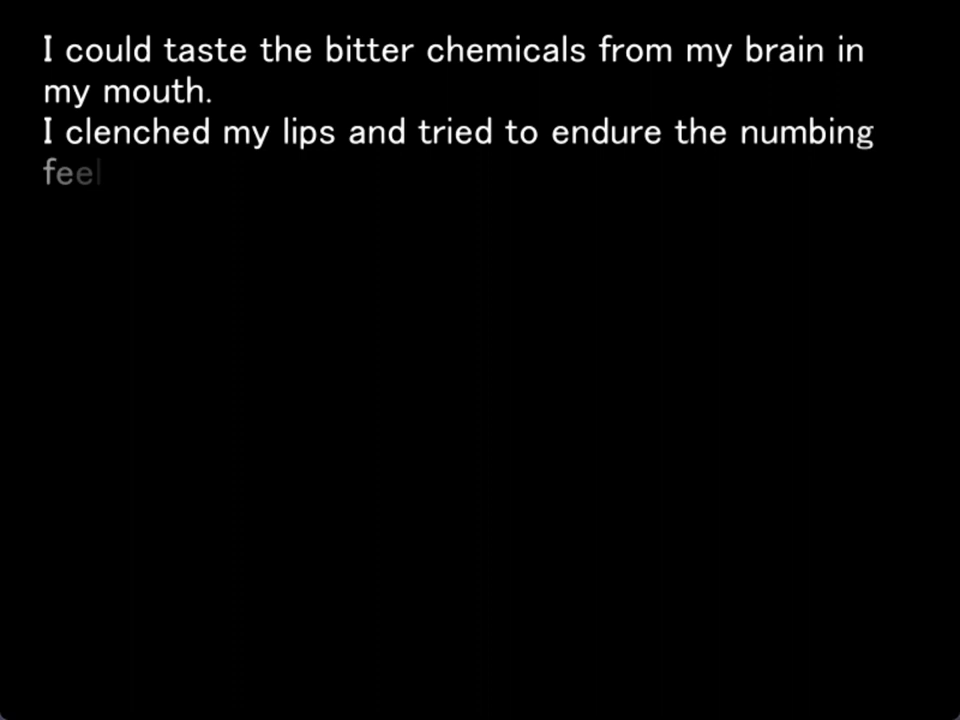 I could taste the bitter chemicals from my brain in
my mouth.
I clenched my lips and tried to endure the numbing
feel